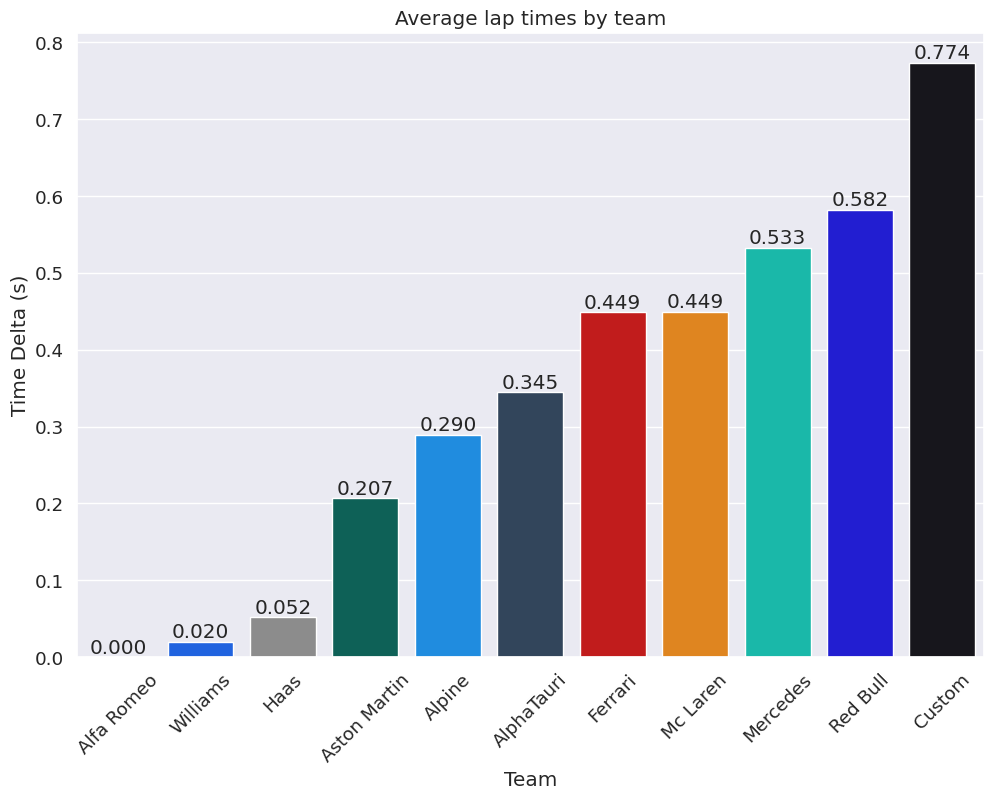 Average lap times by team
Time Delta (s)
0.8
0.7
0.6
0.5
0.4
0.3
0.2
0.1
0.0
0.000
0.020
0.052
0.207
0.290
0.345
0.449
0.449
0.533
0.582
0.774
Alfa Romeo
Williams
Haas
Aston Martin
Alpine
AlphaTauri
Ferrari
Mc Laren
Mercedes
Red Bull
Custom
Team